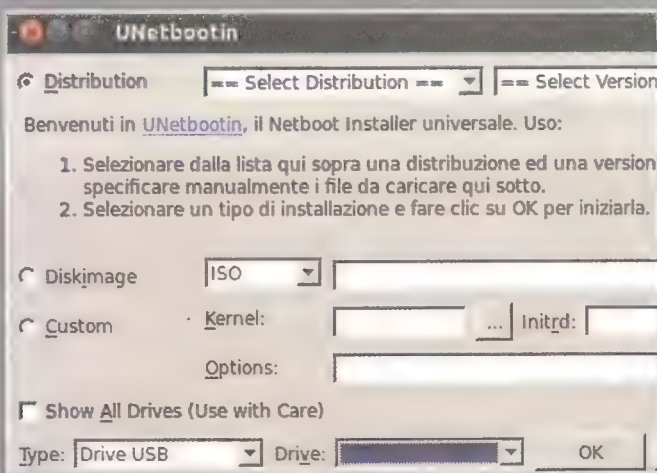 UNetbootin
Distribution == Select Distribution == == Select Version
Benvenuti in UNetbootin, il Netboot Installer universale. Uso:
1. Selezionare dalla lista qui sopra una distribuzione ed una version
specificare manualmente i file da caricare qui sotto.
2. Selezionare un tipo di installazione e fare clic su OK per iniziarla.
Diskimage ISO
Custom Kernel: ... Initrd:
Options:
Show All Drives (Use with Care)
Type: Drive USB Drive: OK